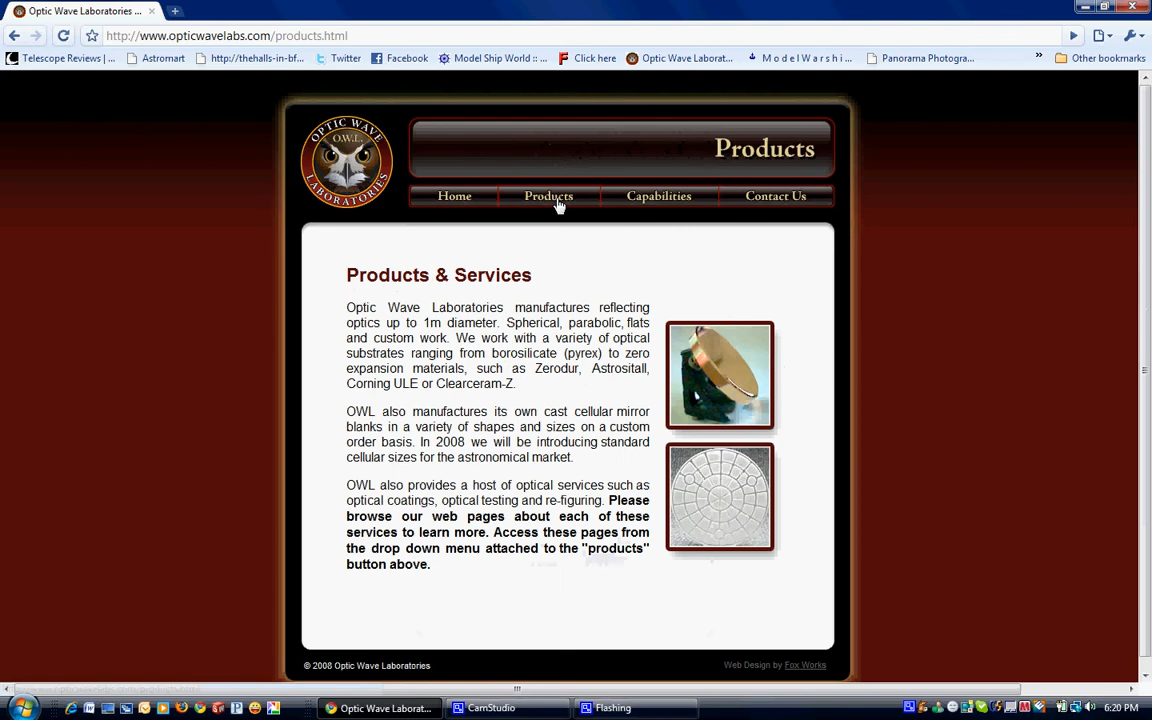 Optic Wave Laboratories ...
http://www.opticwavelabs.com/products.html
Telescope Reviews | ...
Astromart
http://thehalls-in-bf...
Twitter
Facebook
Model Ship World :: ...
Click here
Optic Wave Laborat...
M o d e l W a r s h i ...
Panorama Photogra...
»
Other bookmarks
OPTIC WAVE
O.W.L.
LABORATORIES
Products
Home
Products
Capabilities
Contact Us
Products & Services
Optic Wave Laboratories manufactures reflecting
optics up to 1m diameter. Spherical, parabolic, flats
and custom work. We work with a variety of optical
substrates ranging from borosilicate (pyrex) to zero
expansion materials, such as Zerodur, Astrositall,
Corning ULE or Clearceram-Z.
OWL also manufactures its own cast cellular mirror
blanks in a variety of shapes and sizes on a custom
order basis. In 2008 we will be introducing standard
cellular sizes for the astronomical market.
OWL also provides a host of optical services such as
optical coatings, optical testing and re-figuring. Please
browse our web pages about each of these
services to learn more. Access these pages from
the drop down menu attached to the "products"
button above.
© 2008 Optic Wave Laboratories
Web Design by Fox Works
Optic Wave Laborat...
CamStudio
Flashing
6:20 PM